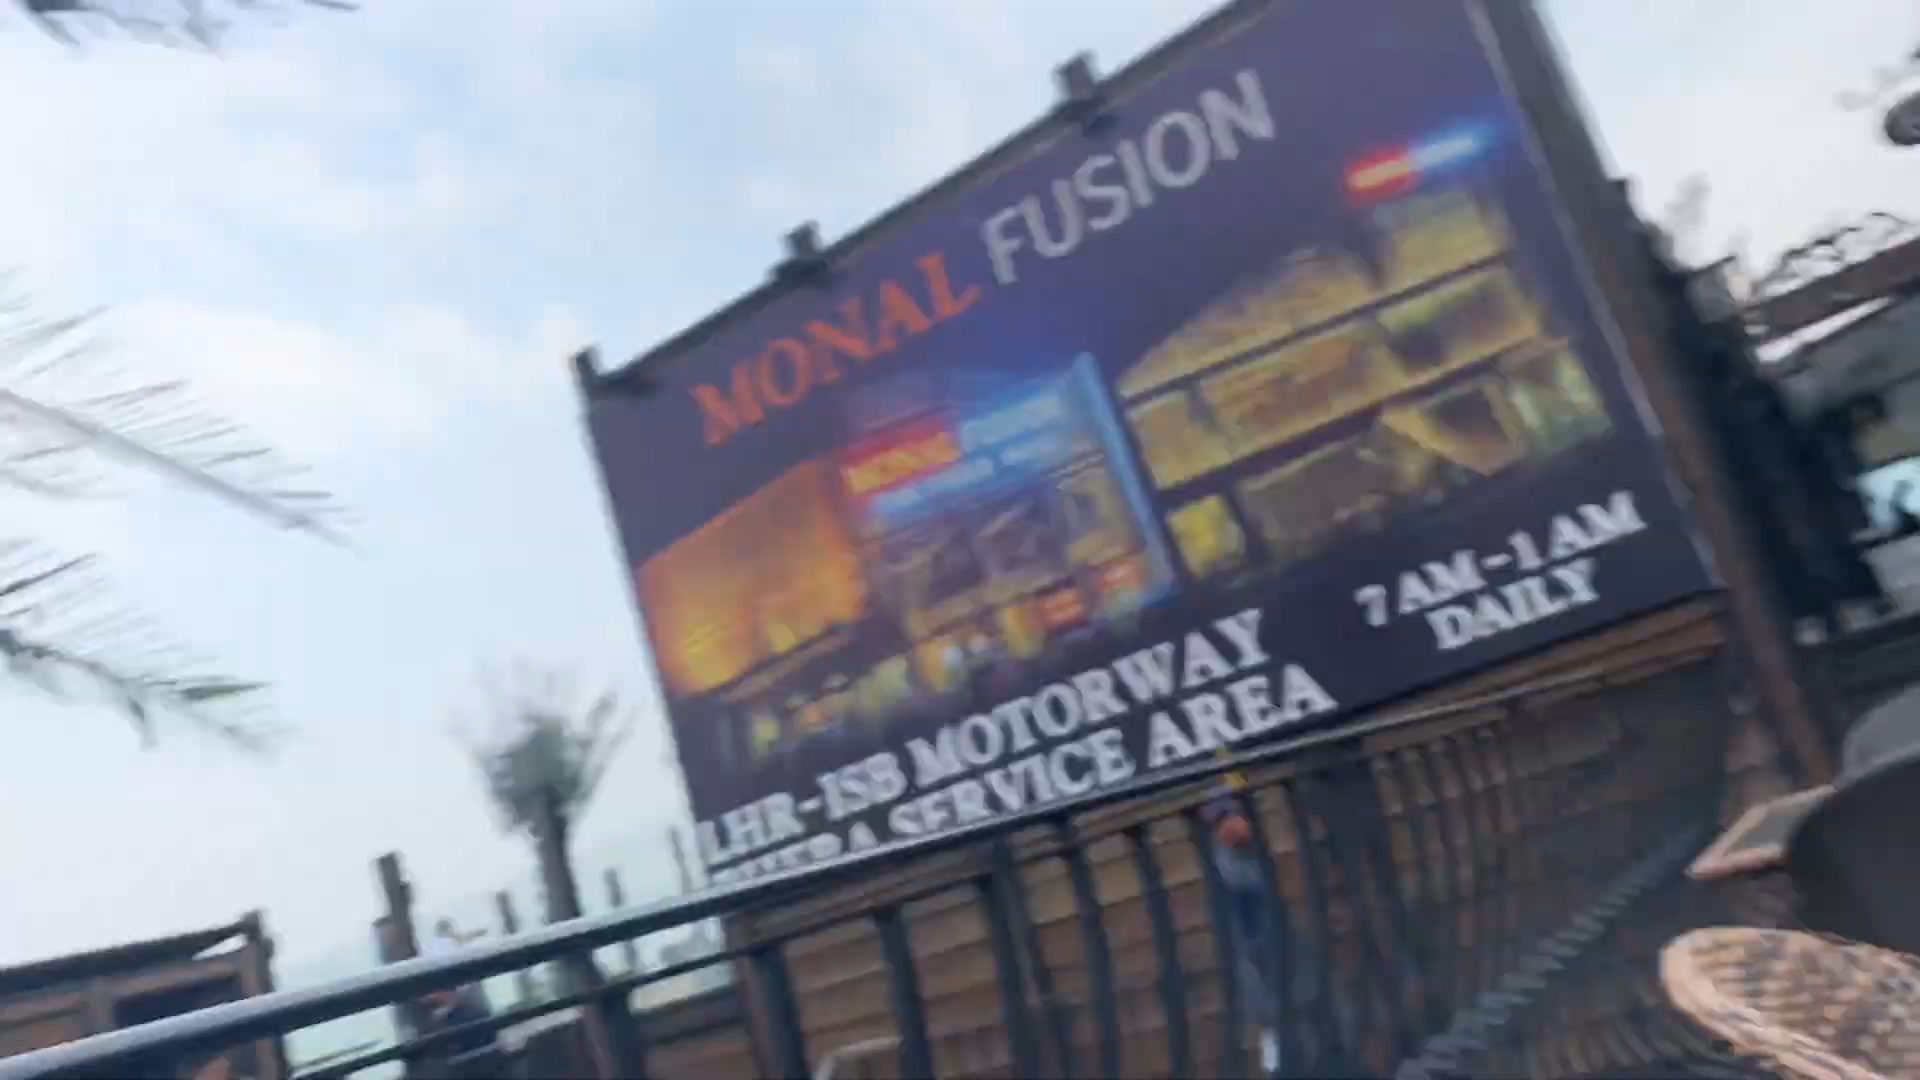 MONAL FUSION
7 AM-1 AM
DAILY
LHR-ISB MOTORWAY
SERVICE AREA